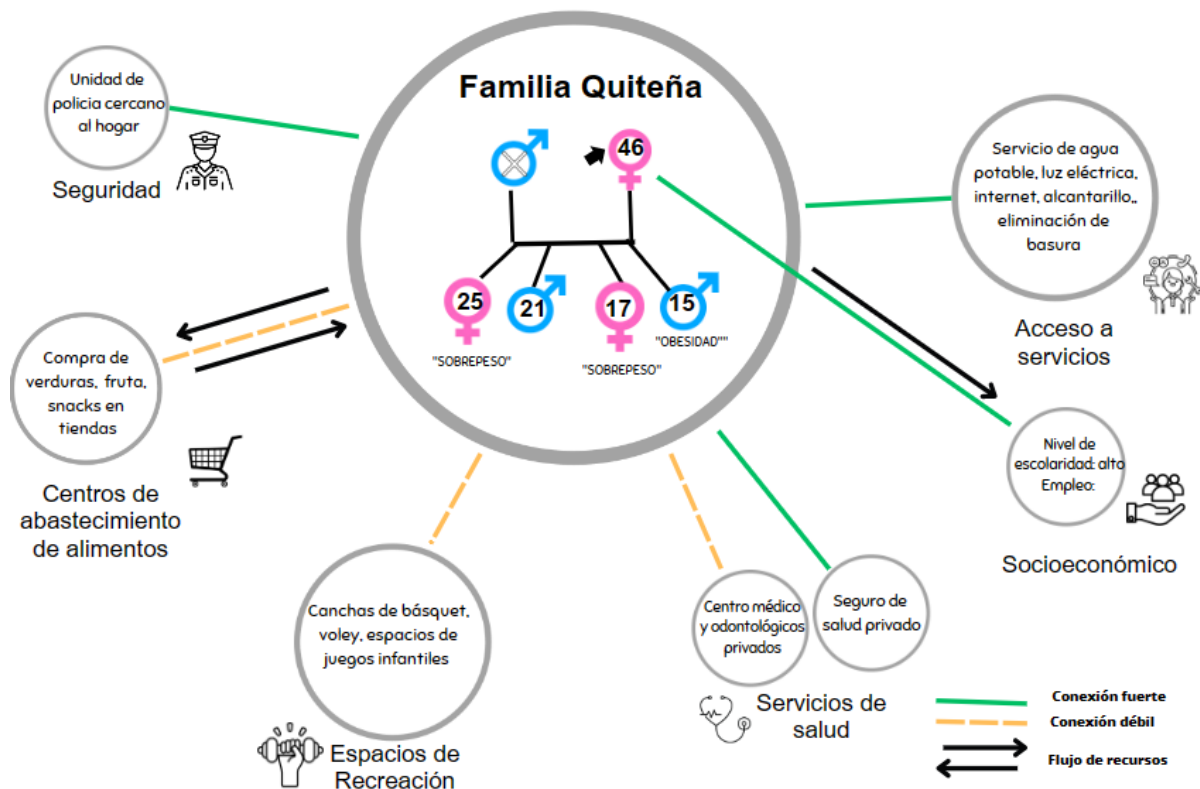 Familia Quiteña
46
25
21
17
15
"SOBREPESO"
"SOBREPESO"
"OBESIDAD""
Unidad de
policia cercano
al hogar
Seguridad
Servicio de agua
potable, luz eléctrica,
internet, alcantarillo,,
eliminación de
basura
Acceso a
servicios
Compra de
verduras, fruta,
snacks en
tiendas
Centros de
abastecimiento
de alimentos
Nivel de
escolaridad: alto
Empleo:
Socioeconómico
Canchas de básquet,
voley, espacios de
juegos infantiles
Espacios de
Recreación
Centro médico
y odontológicos
privados
Seguro de
salud privado
Servicios de
salud
Conexión fuerte
Conexión débil
Flujo de recursos